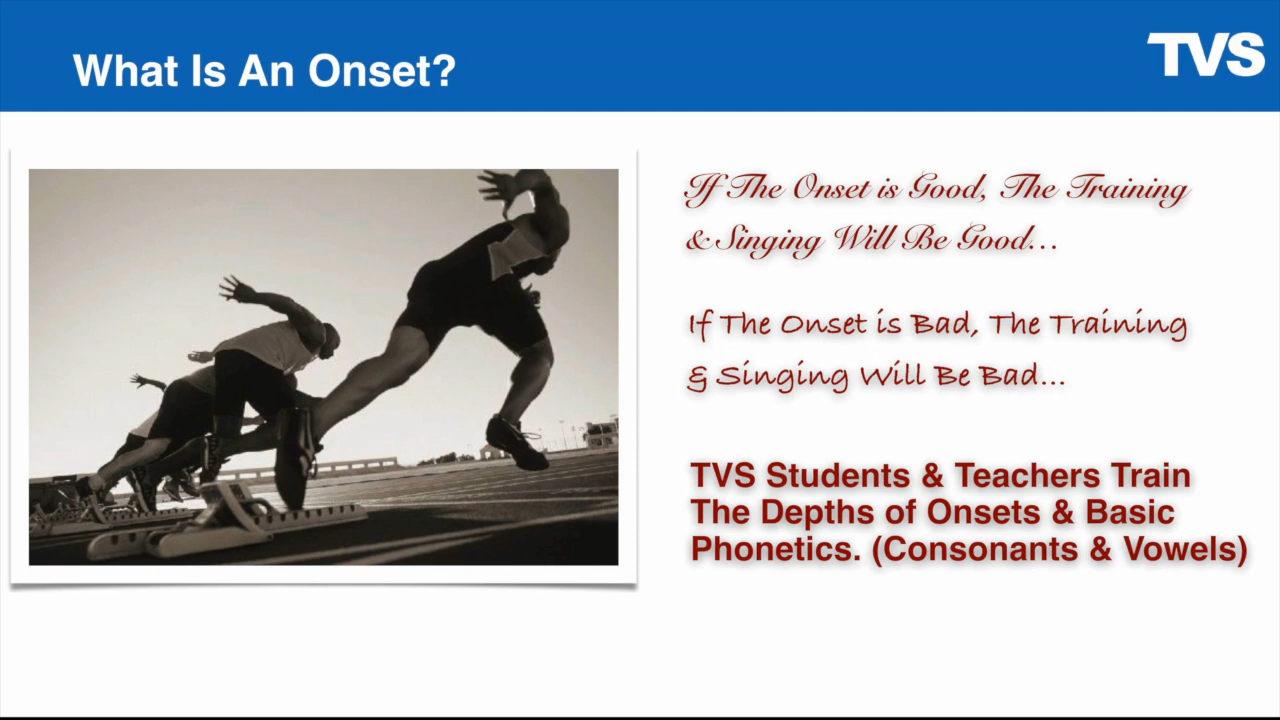 What Is An Onset?
TVS
If The Onset is Good, The Training
& Singing Will Be Good...
If The Onset is Bad, The Training
& Singing Will Be Bad...
TVS Students & Teachers Train
The Depths of Onsets & Basic
Phonetics. (Consonants & Vowels)